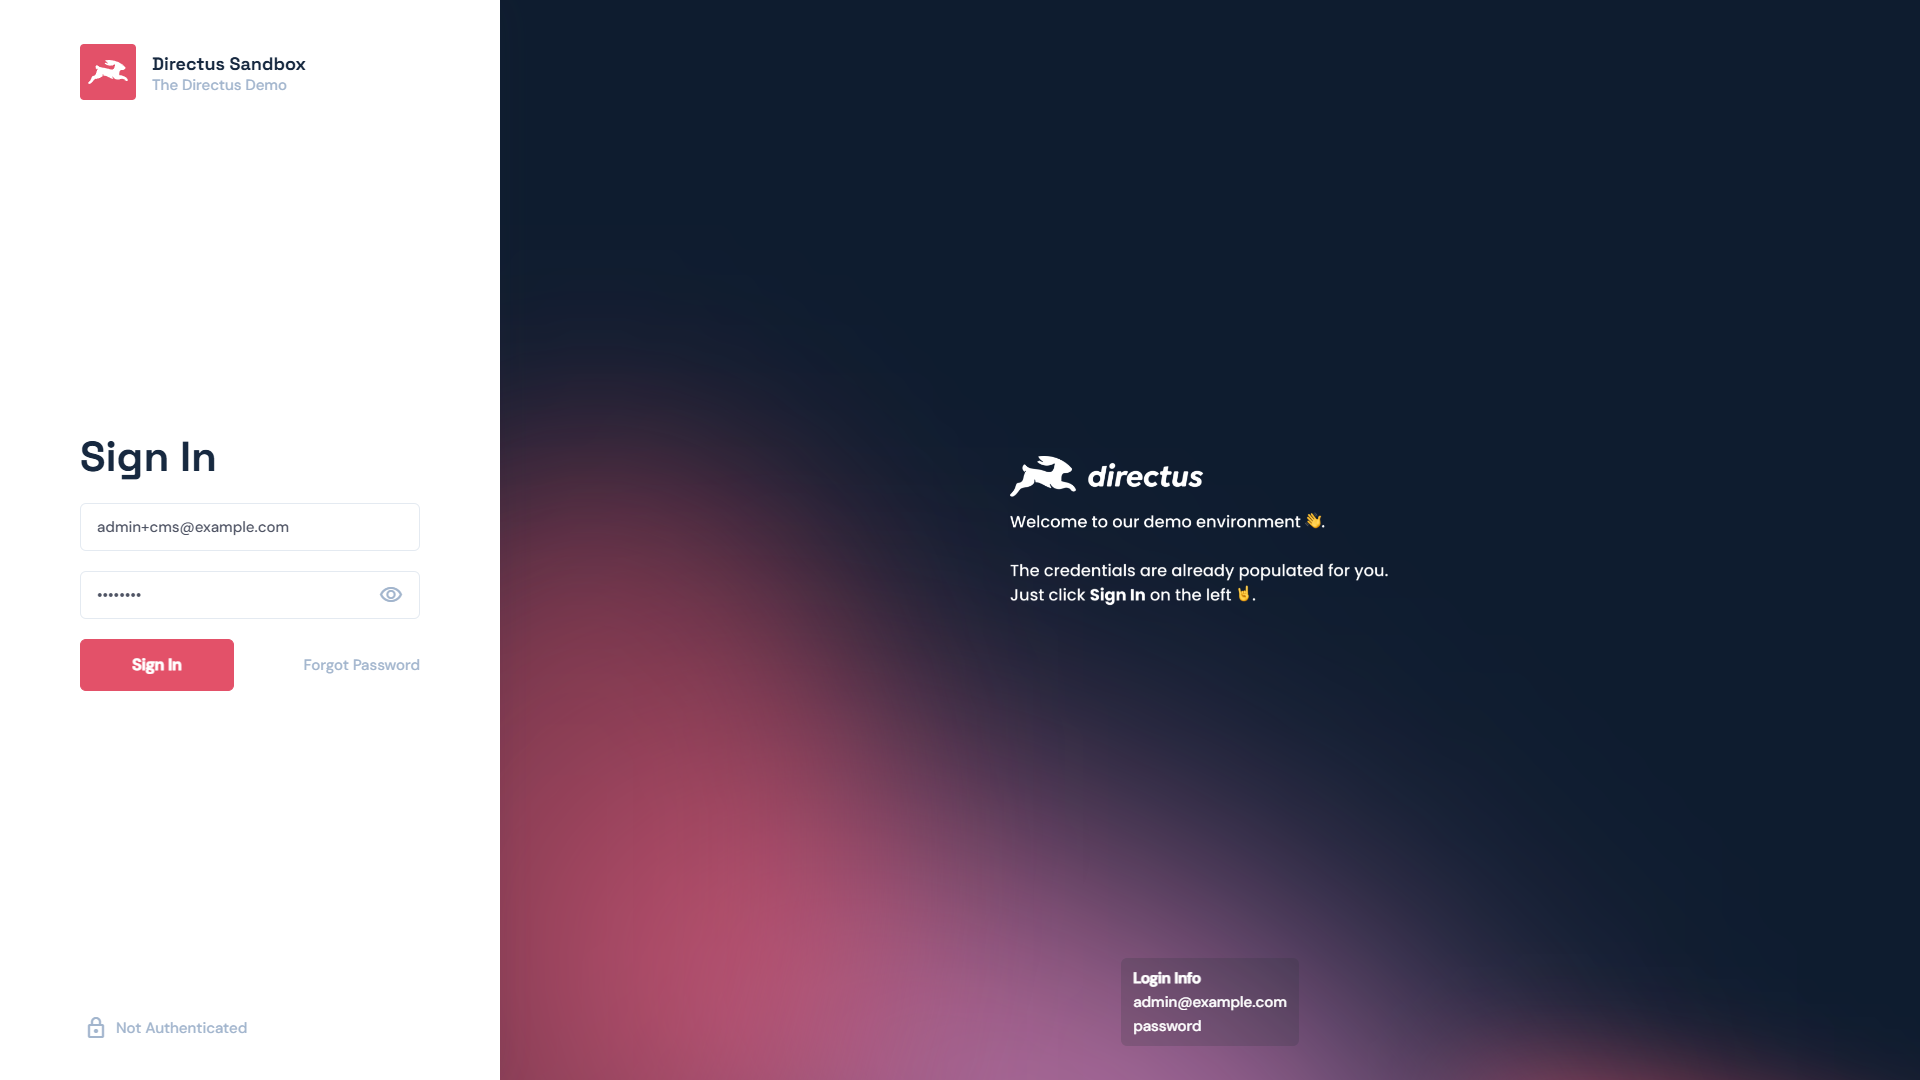 Directus Sandbox
The Directus Demo
Sign In
admin+cms@example.com
••••••••
Sign In
Forgot Password
Not Authenticated
directus
Welcome to our demo environment 👋.
The credentials are already populated for you.
Just click Sign In on the left 🤘.
Login Info
admin@example.com
password